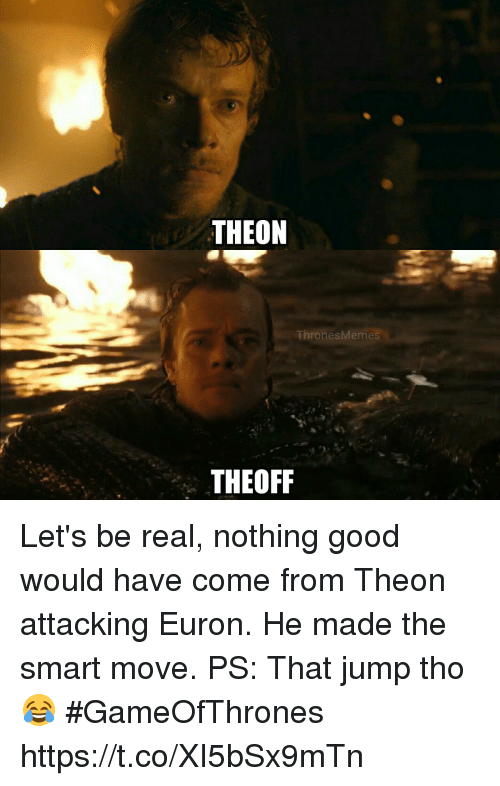 THEON
ThronesMemes
THEOFF
Let's be real, nothing good
would have come from Theon
attacking Euron. He made the
smart move. PS: That jump tho
😂 #GameOfThrones
https://t.co/XI5bSx9mTn